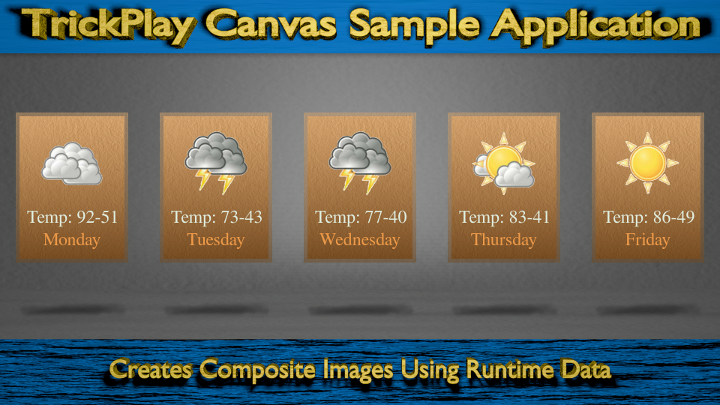 TrickPlay Canvas Sample Application
Temp: 92-51
Monday
Temp: 73-43
Tuesday
Temp: 77-40
Wednesday
Temp: 83-41
Thursday
Temp: 86-49
Friday
Creates Composite Images Using Runtime Data